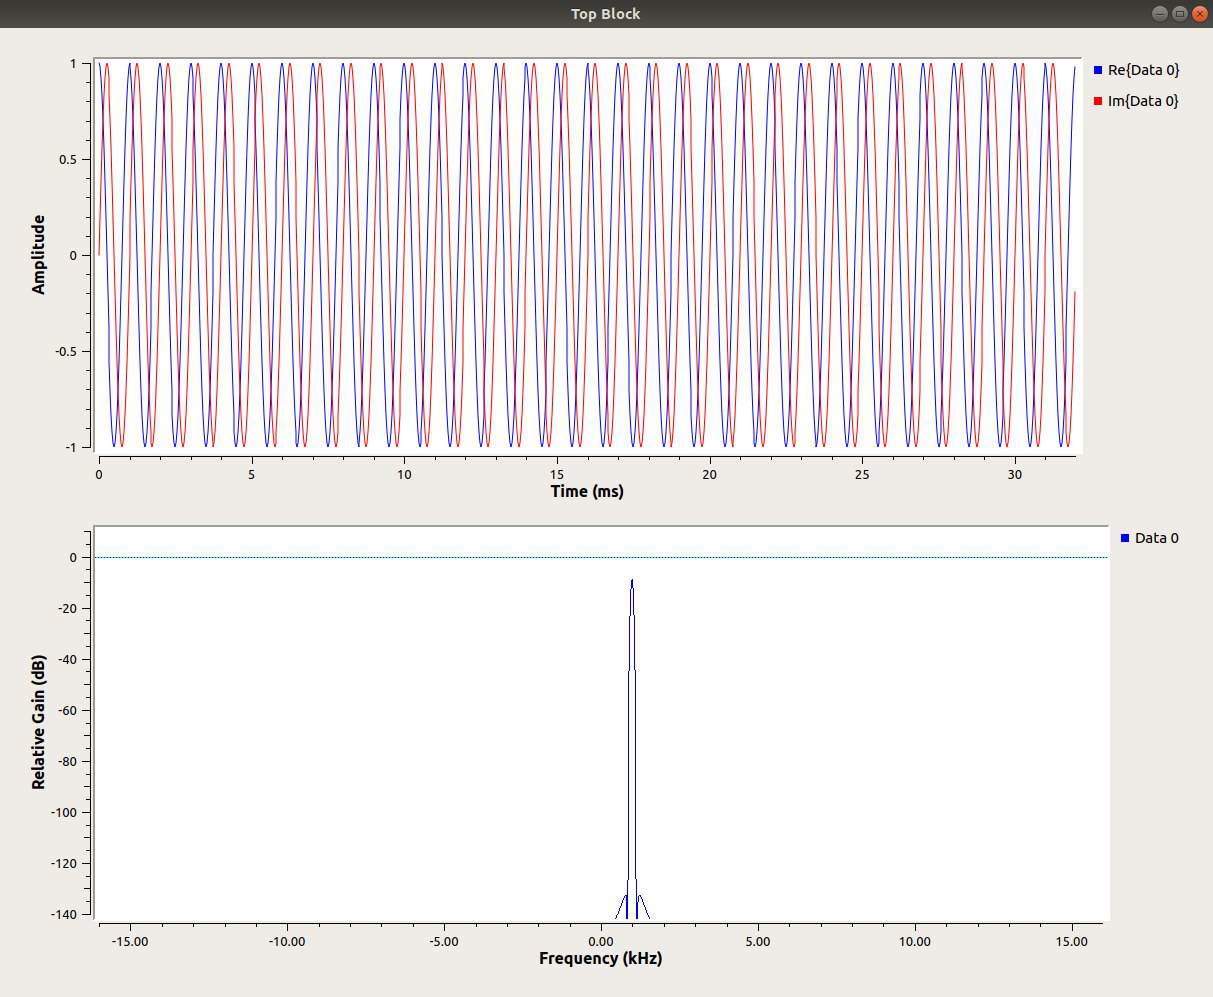 Top Block
Re{Data 0}
Im{Data 0}
Amplitude
1
0.5
0
-0.5
-1
0 5 10 15 20 25 30
Time (ms)
Data 0
Relative Gain (dB)
0
-20
-40
-60
-80
-100
-120
-140
-15.00 -10.00 -5.00 0.00 5.00 10.00 15.00
Frequency (kHz)